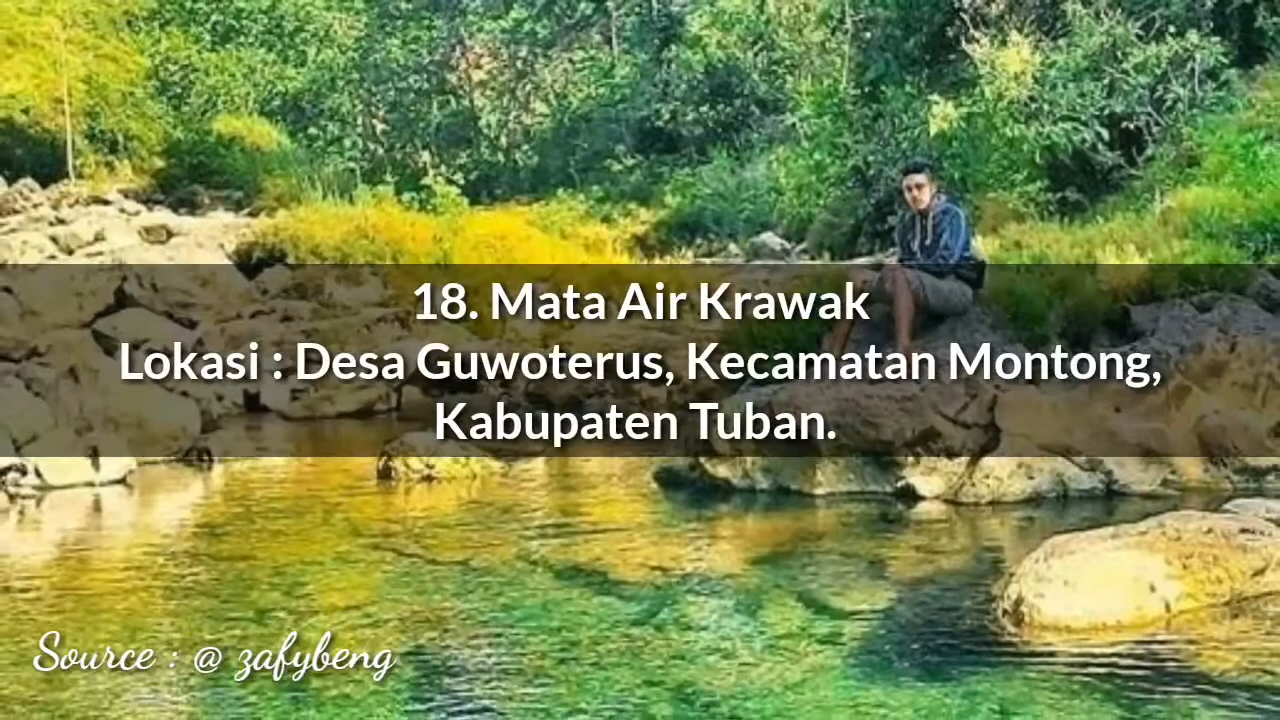 18. Mata Air Krawak
Lokasi : Desa Guwoterus, Kecamatan Montong,
Kabupaten Tuban.
Source : @ zafybeng